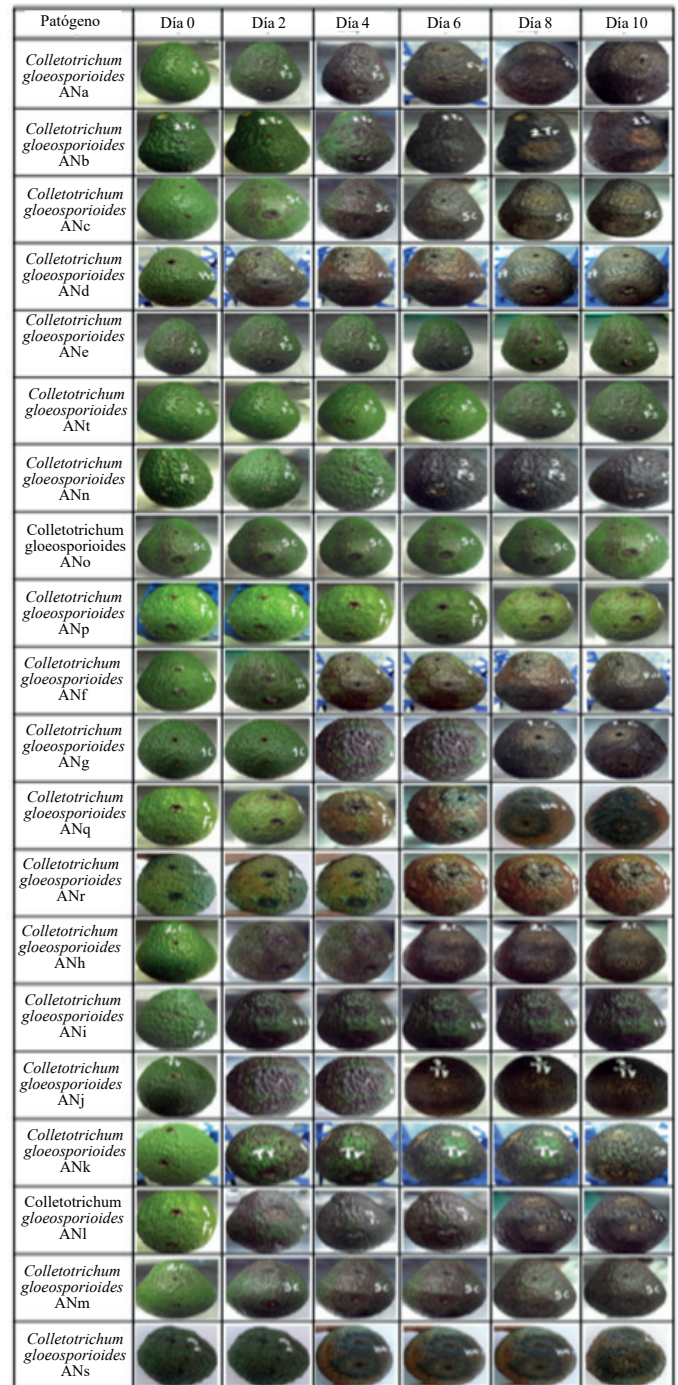 Patógeno Día 0 Día 2 Día 4 Día 6 Día 8 Día 10
Colletotrichum
gloeosporioides
ANa
Colletotrichum
gloeosporioides
ANb
Colletotrichum
gloeosporioides
ANc
Colletotrichum
gloeosporioides
ANd
Colletotrichum
gloeosporioides
ANe
Colletotrichum
gloeosporioides
ANt
Colletotrichum
gloeosporioides
ANn
Colletotrichum
gloeosporioides
ANo
Colletotrichum
gloeosporioides
ANp
Colletotrichum
gloeosporioides
ANf
Colletotrichum
gloeosporioides
ANg
Colletotrichum
gloeosporioides
ANq
Colletotrichum
gloeosporioides
ANr
Colletotrichum
gloeosporioides
ANh
Colletotrichum
gloeosporioides
ANi
Colletotrichum
gloeosporioides
ANj
Colletotrichum
gloeosporioides
ANk
Colletotrichum
gloeosporioides
ANl
Colletotrichum
gloeosporioides
ANm
Colletotrichum
gloeosporioides
ANs